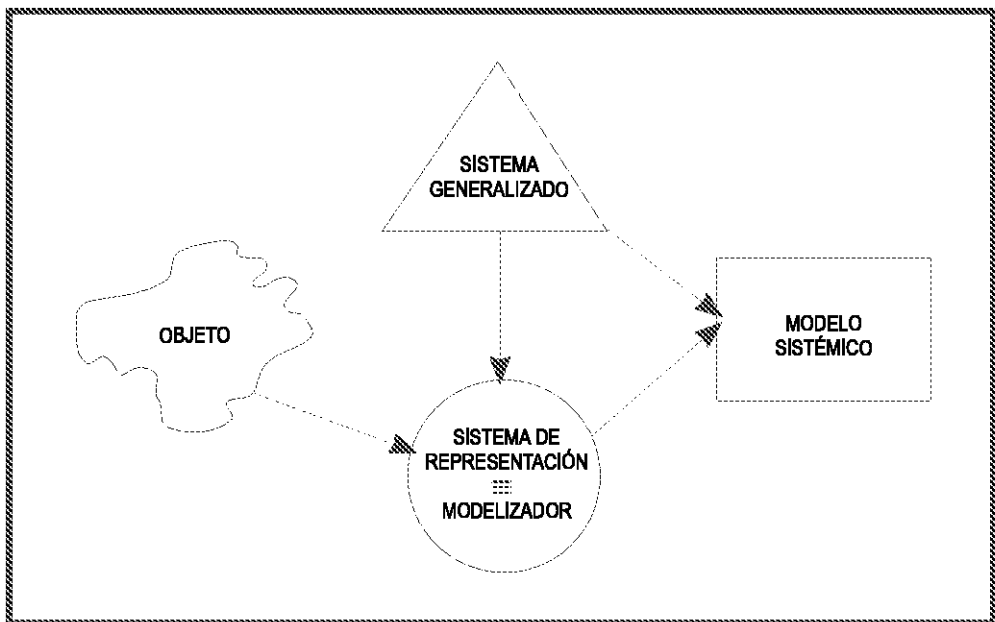 SISTEMA
GENERALIZADO
OBJETO
MODELO
SISTÉMICO
SISTEMA DE
REPRESENTACIÓN
MODELIZADOR